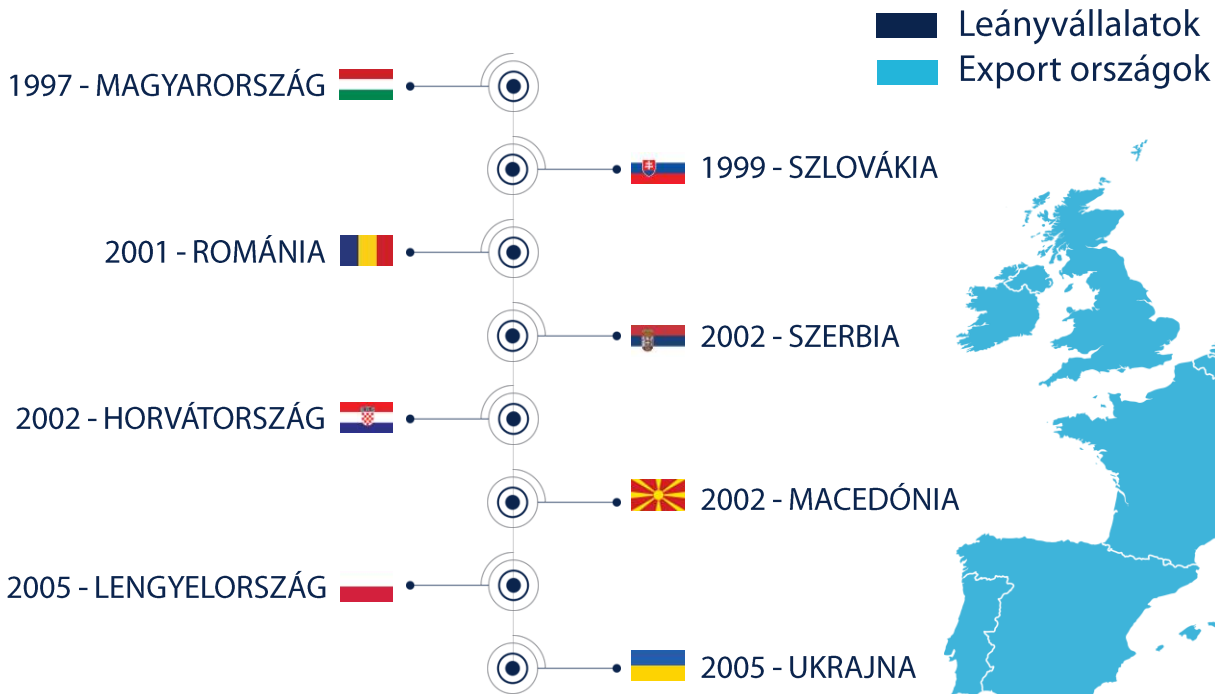 Leányvállalatok
Export országok
1997 - MAGYARORSZÁG
1999 - SZLOVÁKIA
2001 - ROMÁNIA
2002 - SZERBIA
2002 - HORVÁTORSZÁG
2002 - MACEDÓNIA
2005 - LENGYELORSZÁG
2005 - UKRAJNA